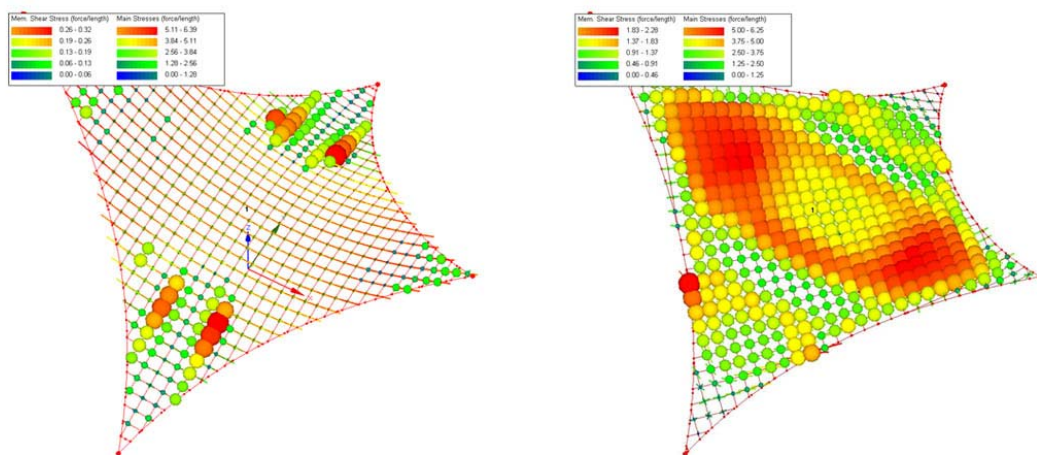 Mem. Shear Stress (force/length) Main Stresses (force/length)
0.26 - 0.32 5.11 - 6.39
0.19 - 0.26 3.84 - 5.11
0.13 - 0.19 2.56 - 3.84
0.06 - 0.13 1.28 - 2.56
0.00 - 0.06 0.00 - 1.28
Z
X
Mem. Shear Stress (force/length) Main Stresses (force/length)
1.83 - 2.28 5.00 - 6.25
1.37 - 1.83 3.75 - 5.00
0.91 - 1.37 2.50 - 3.75
0.46 - 0.91 1.25 - 2.50
0.00 - 0.46 0.00 - 1.25
1